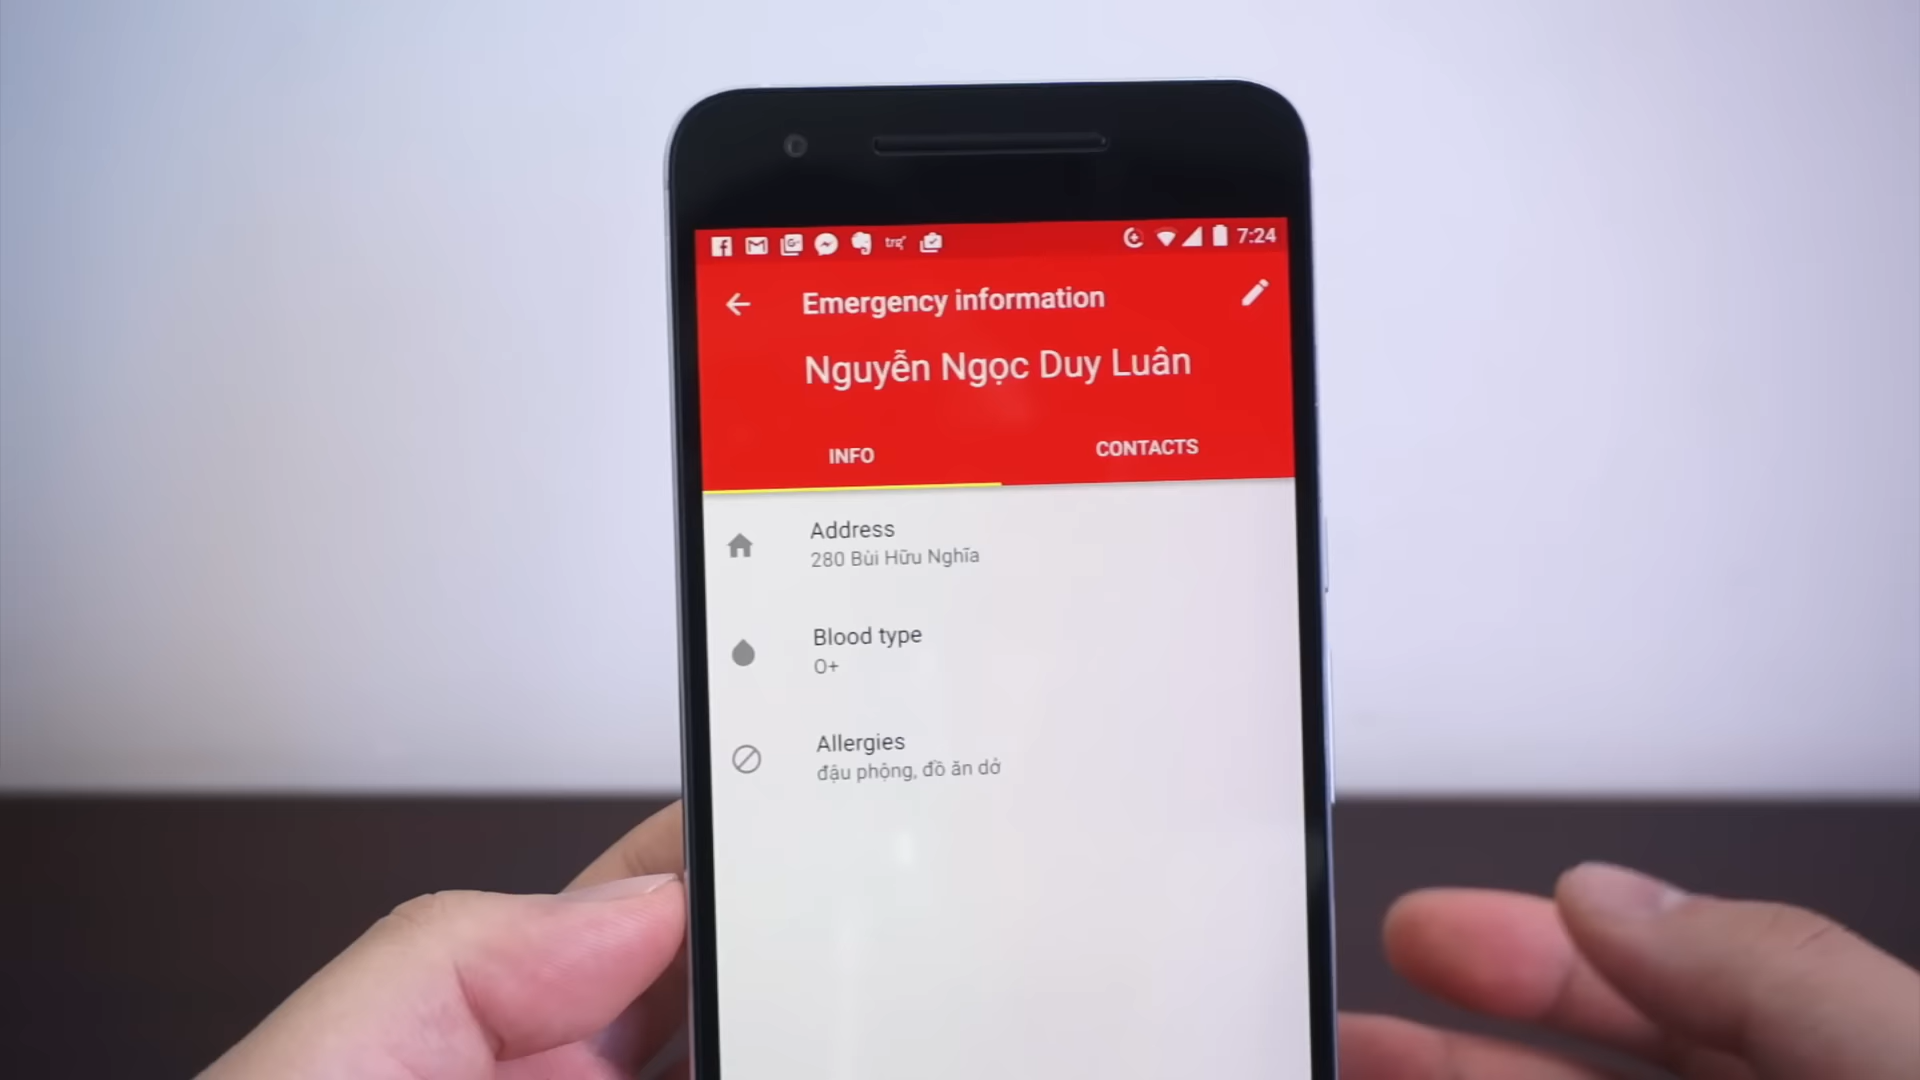 7:24
Emergency information
Nguyễn Ngọc Duy Luân
INFO
CONTACTS
Address
280 Bùi Hữu Nghĩa
Blood type
O+
Allergies
đậu phộng, đồ ăn dở